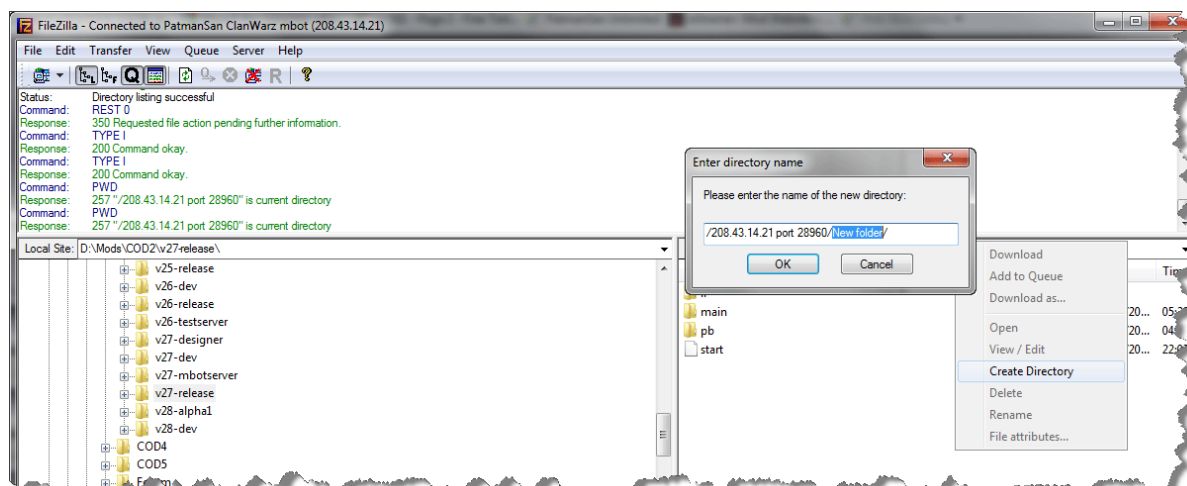 FileZilla - Connected to PatmanSan ClanWarz mbot (208.43.14.21)
File Edit Transfer View Queue Server Help
Status: Directory listing successful
Command: REST 0
Response: 350 Requested file action pending further information.
Command: TYPE I
Response: 200 Command okay.
Command: TYPE I
Response: 200 Command okay.
Command: PWD
Response: 257 "/208.43.14.21 port 28960" is current directory
Command: PWD
Response: 257 "/208.43.14.21 port 28960" is current directory
Enter directory name
Please enter the name of the new directory:
/208.43.14.21 port 28960/New folder/
OK Cancel
Local Site: D:\Mods\COD2\v27-release\
v25-release
v26-dev
v26-release
v26-testserver
v27-designer
v27-dev
v27-mbotserver
v27-release
v28-alpha1
v28-dev
COD4
COD5
main
pb
start
Download
Add to Queue
Download as...
Open
View / Edit
Create Directory
Delete
Rename
File attributes...
20...
20...
20...